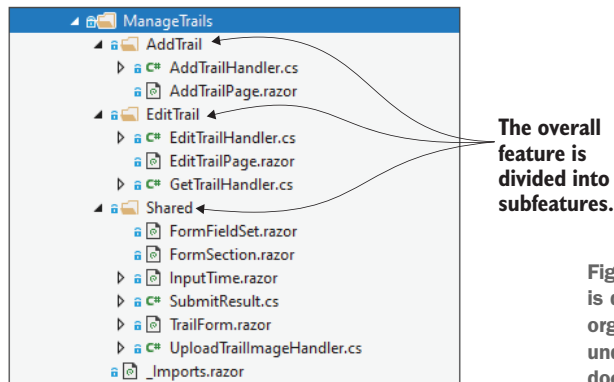 ManageTrails
AddTrail
C# AddTrailHandler.cs
AddTrailPage.razor
EditTrail
C# EditTrailHandler.cs
EditTrailPage.razor
C# GetTrailHandler.cs
Shared
FormFieldSet.razor
FormSection.razor
InputTime.razor
C# SubmitResult.cs
TrailForm.razor
C# UploadTrailImageHandler.cs
_Imports.razor
The overall
feature is
divided into
subfeatures.
Fig
is
org
und
doe